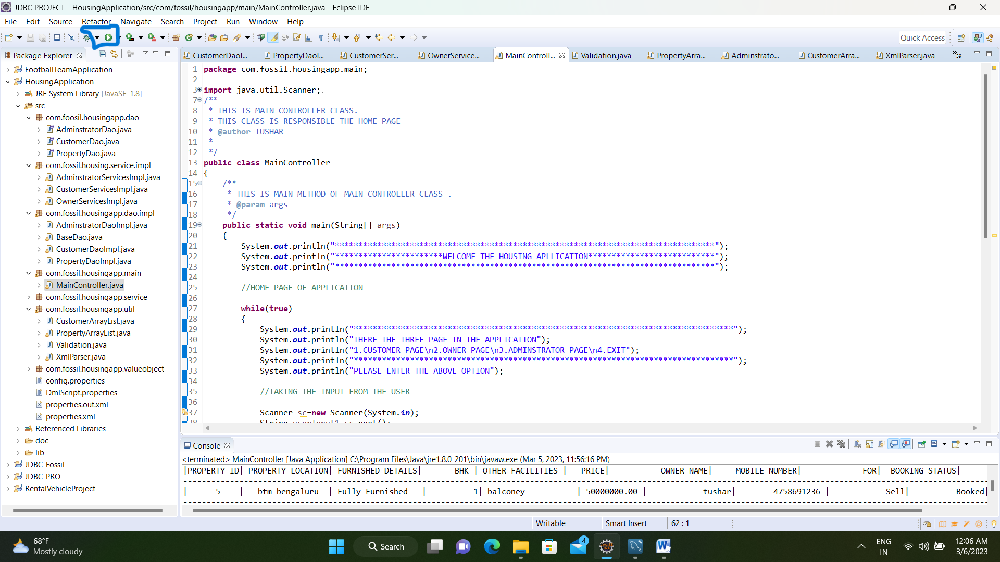 JDBC PROJECT - HousingApplication/src/com/fossil/housingapp/main/MainController.java - Eclipse IDE
File Edit Source Refactor Navigate Search Project Run Window Help
Quick Access
Package Explorer
FootballTeamApplication
HousingApplication
JRE System Library [JavaSE-1.8]
src
com.foosil.housingapp.dao
AdminstratorDao.java
CustomerDao.java
PropertyDao.java
com.fossil.housing.service.impl
AdminstratorServicesImpl.java
CustomerServicesImpl.java
OwnerServicesImpl.java
com.fossil.housingapp.dao.impl
AdminstratorDaoImpl.java
BaseDao.java
CustomerDaoImpl.java
PropertyDaoImpl.java
com.fossil.housingapp.main
MainController.java
com.fossil.housingapp.service
com.fossil.housingapp.util
CustomerArrayList.java
PropertyArrayList.java
Validation.java
XmlParser.java
com.fossil.housingapp.valueobject
config.properties
DmlScript.properties
properties.out.xml
properties.xml
Referenced Libraries
doc
lib
JDBC_Fossil
JDBC_PRO
RentalVehicleProject
CustomerDaoI... PropertyDaoI... CustomerSer... OwnerService... MainControll... Validation.java PropertyArra... Adminstrato... CustomerArra... XmlParser.java »39
1 package com.fossil.housingapp.main;
2
3 import java.util.Scanner;
7 /**
8 * THIS IS MAIN CONTROLLER CLASS.
9 * THIS CLASS IS RESPONSIBLE THE HOME PAGE
10 * @author TUSHAR
11 *
12 */
13 public class MainController
14 {
15 /**
16 * THIS IS MAIN METHOD OF MAIN CONTROLLER CLASS .
17 * @param args
18 */
19 public static void main(String[] args)
20 {
21 System.out.println("*********************************************************************************");
22 System.out.println("***********************WELCOME THE HOUSING APLLICATION***************************");
23 System.out.println("*********************************************************************************");
24
25 //HOME PAGE OF APPLICATION
26
27 while(true)
28 {
29 System.out.println("*********************************************************************************");
30 System.out.println("THERE THE THREE PAGE IN THE APPLICATION");
31 System.out.println("1.CUSTOMER PAGE\n2.OWNER PAGE\n3.ADMINSTRATOR PAGE\n4.EXIT");
32 System.out.println("*********************************************************************************");
33 System.out.println("PLEASE ENTER THE ABOVE OPTION");
34
35 //TAKING THE INPUT FROM THE USER
36
37 Scanner sc=new Scanner(System.in);
Console
<terminated> MainController [Java Application] C:\Program Files\Java\jre1.8.0_201\bin\javaw.exe (Mar 5, 2023, 11:56:16 PM)
|PROPERTY ID| PROPERTY LOCATION| FURNISHED DETAILS| BHK | OTHER FACILITIES | PRICE| OWNER NAME| MOBILE NUMBER| FOR| BOOKING STATUS|
| 5 | btm bengaluru | Fully Furnished | 1| balconey | 50000000.00 | tushar| 4758691236 | Sell| Booked|
Writable Smart Insert 62 : 1
68°F
Mostly cloudy
Search
4
ENG
IN
12:06 AM
3/6/2023